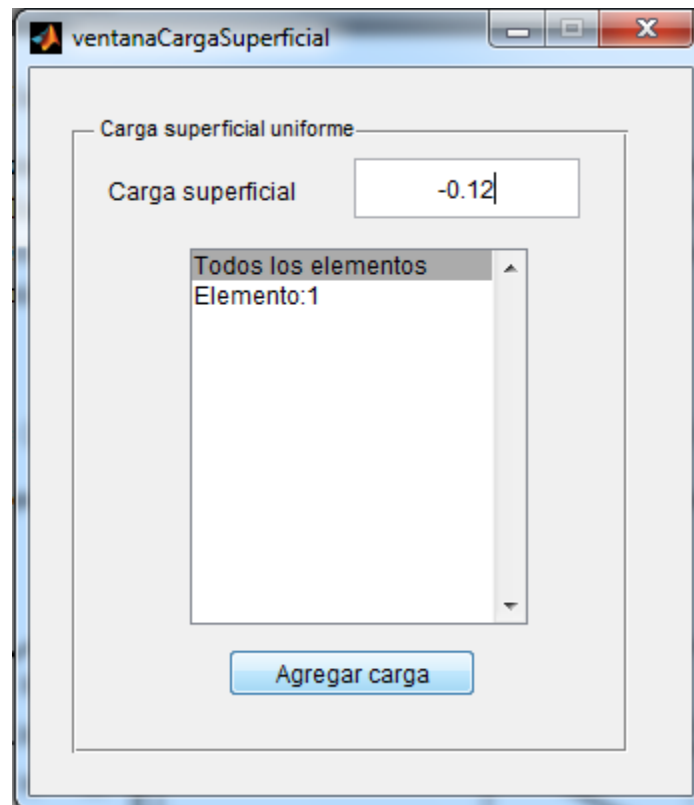 ventanaCargaSuperficial
Carga superficial uniforme
Carga superficial -0.12
Todos los elementos
Elemento:1
Agregar carga